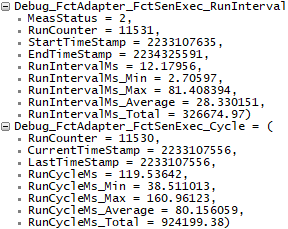 Debug_FctAdapter_FctSenExec_RunInterval
MeasStatus = 2,
RunCounter = 11531,
StartTimeStamp = 2233107635,
EndTimeStamp = 2234325591,
RunIntervalMs = 12.17956,
RunIntervalMs_Min = 2.70597,
RunIntervalMs_Max = 81.408394,
RunIntervalMs_Average = 28.330151,
RunIntervalMs_Total = 326674.97)
Debug_FctAdapter_FctSenExec_Cycle = (
RunCounter = 11530,
CurrentTimeStamp = 2233107556,
LastTimeStamp = 2233107556,
RunCycleMs = 119.53642,
RunCycleMs_Min = 38.511013,
RunCycleMs_Max = 160.96123,
RunCycleMs_Average = 80.156059,
RunCycleMs_Total = 924199.38)